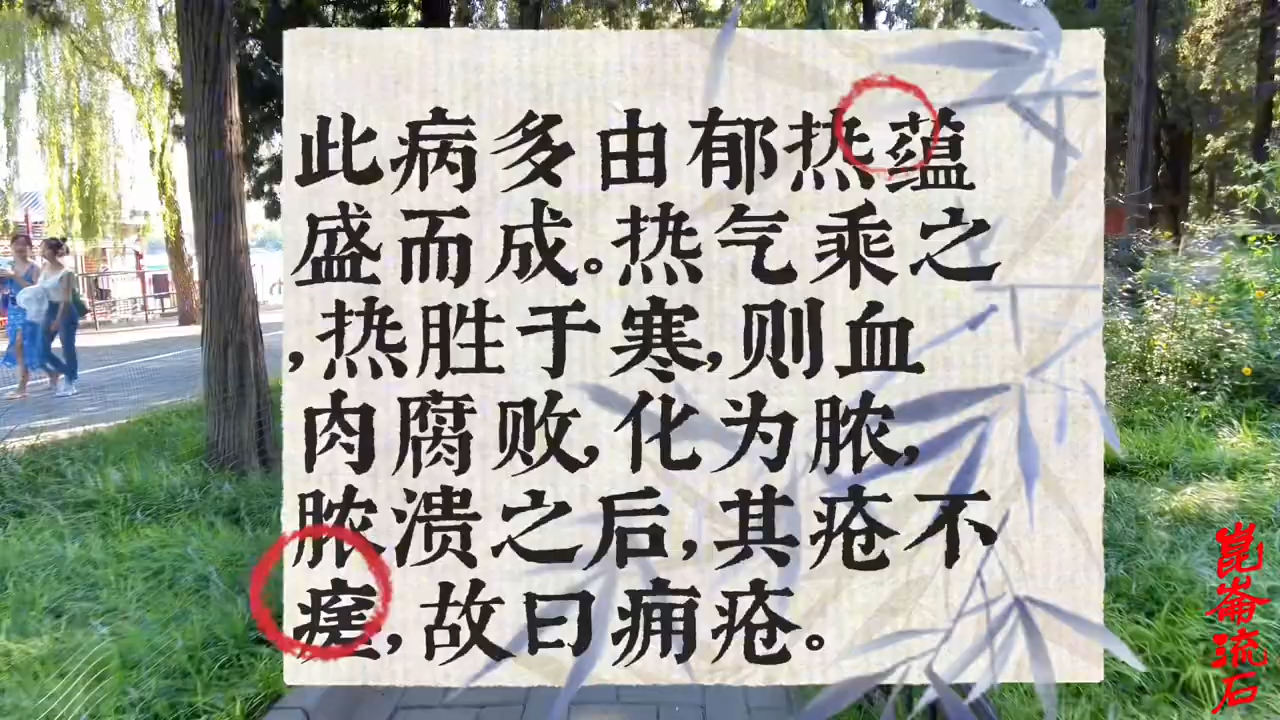 此病多由郁热蕴
盛而成。热气乘之
,热胜于寒,则血
肉腐败,化为脓,
脓溃之后,其疮不
瘥,故曰痈疮。
崑崙流石